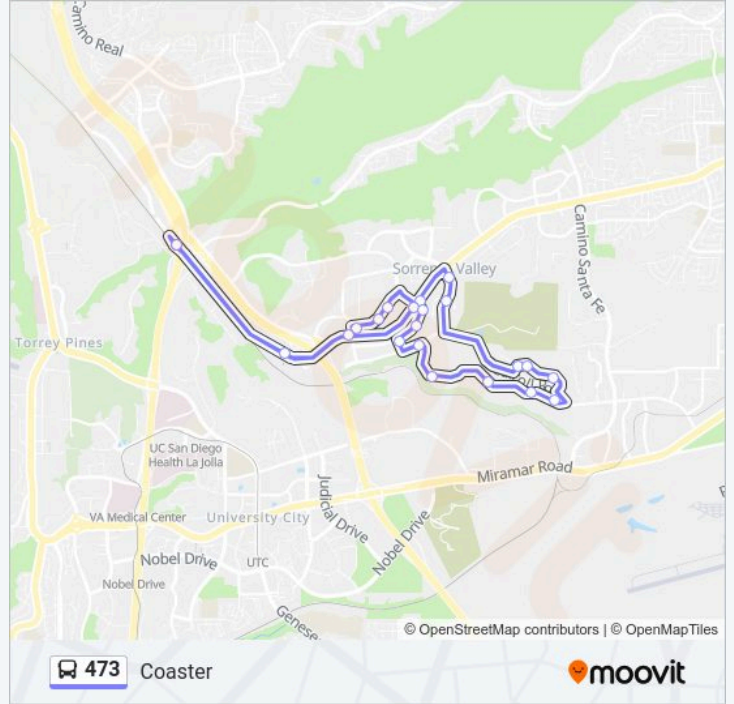 Camino Real
Camino Santa Fe
Valley
Torrey Pines
UC San Diego
Health La Jolla
Miramar Road
Judicial Drive
VA Medical Center
University City
Nobel Drive
Nobel Drive
UTC
Nobel Drive
Genese
© OpenStreetMap contributors | © OpenMapTiles
473 Coaster
moovit